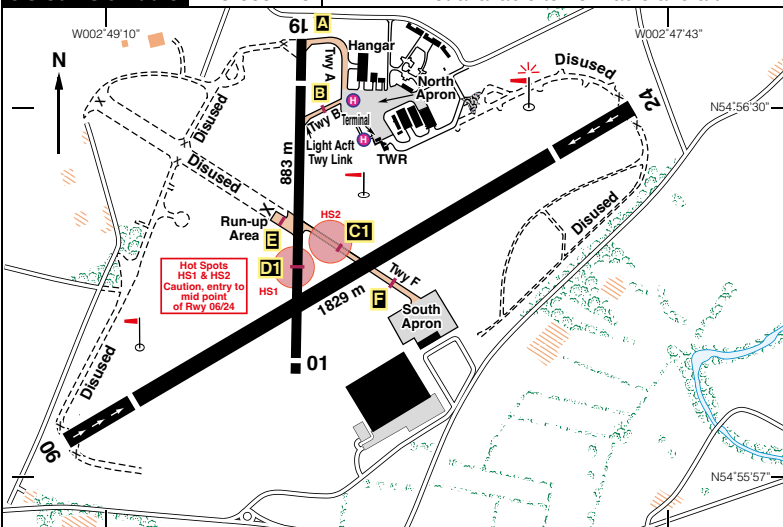 W002°49'10"
W002°47'43"
N
19
A
Hangar
Twy A
B
Twy B
H
Terminal
H
North
Apron
TWR
Light Acft
Twy Link
883 m
Disused
Disused
Disused
24
N54°56'30"
Disused
Run-up
Area
E
HS2
C1
D1
HS1
Hot Spots
HS1 & HS2
Caution, entry to
mid point
of Rwy 06/24
Twy F
F
1829 m
South
Apron
01
Disused
06
N54°55'57"